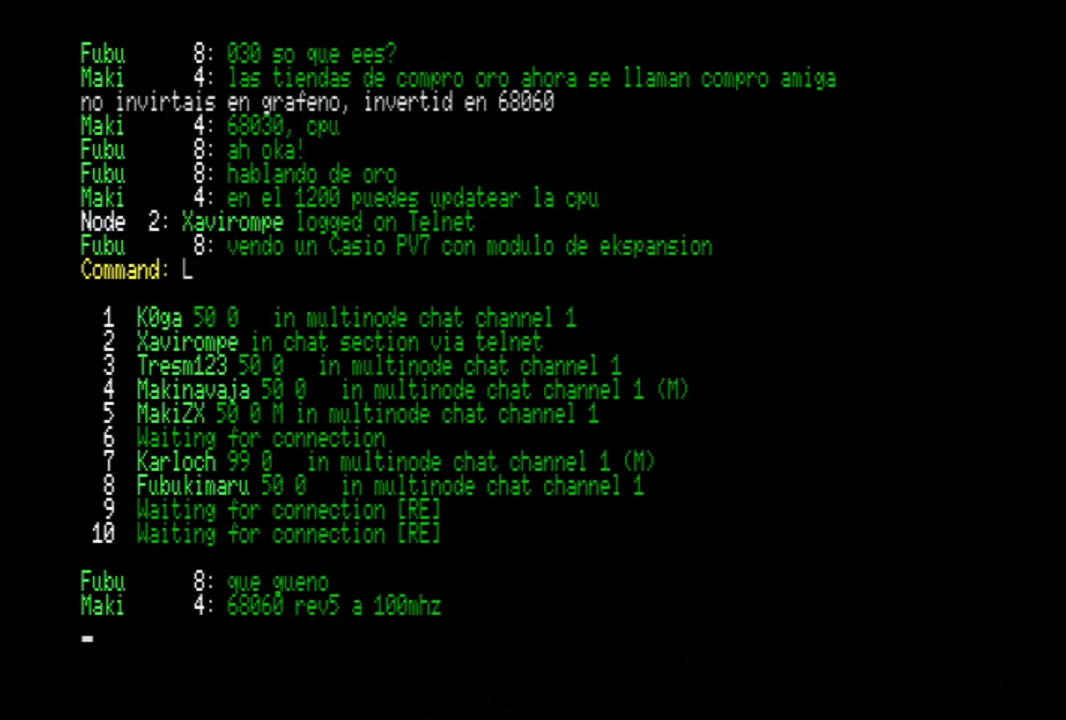 Fubu 8: 030 so que ees?
Maki 4: las tiendas de compro oro ahora se llaman compro amiga
no invirtais en grafeno, invertid en 68060
Maki 4: 68030, cpu
Fubu 8: ah oka!
Fubu 8: hablando de oro
Maki 4: en el 1200 puedes updatear la cpu
Node 2: Xavirompe logged on Telnet
Fubu 8: vendo un Casio PV7 con modulo de ekspansion
Command: L
1 K0ga 50 0 in multinode chat channel 1
2 Xavirompe in chat section via telnet
3 Tresm123 50 0 in multinode chat channel 1
4 Makinavaja 50 0 in multinode chat channel 1 (M)
5 MakiZX 50 0 M in multinode chat channel 1
6 Waiting for connection
7 Karloch 99 0 in multinode chat channel 1 (M)
8 Fubukimaru 50 0 in multinode chat channel 1
9 Waiting for connection [RE]
10 Waiting for connection [RE]
Fubu 8: que gueno
Maki 4: 68060 rev5 a 100mhz